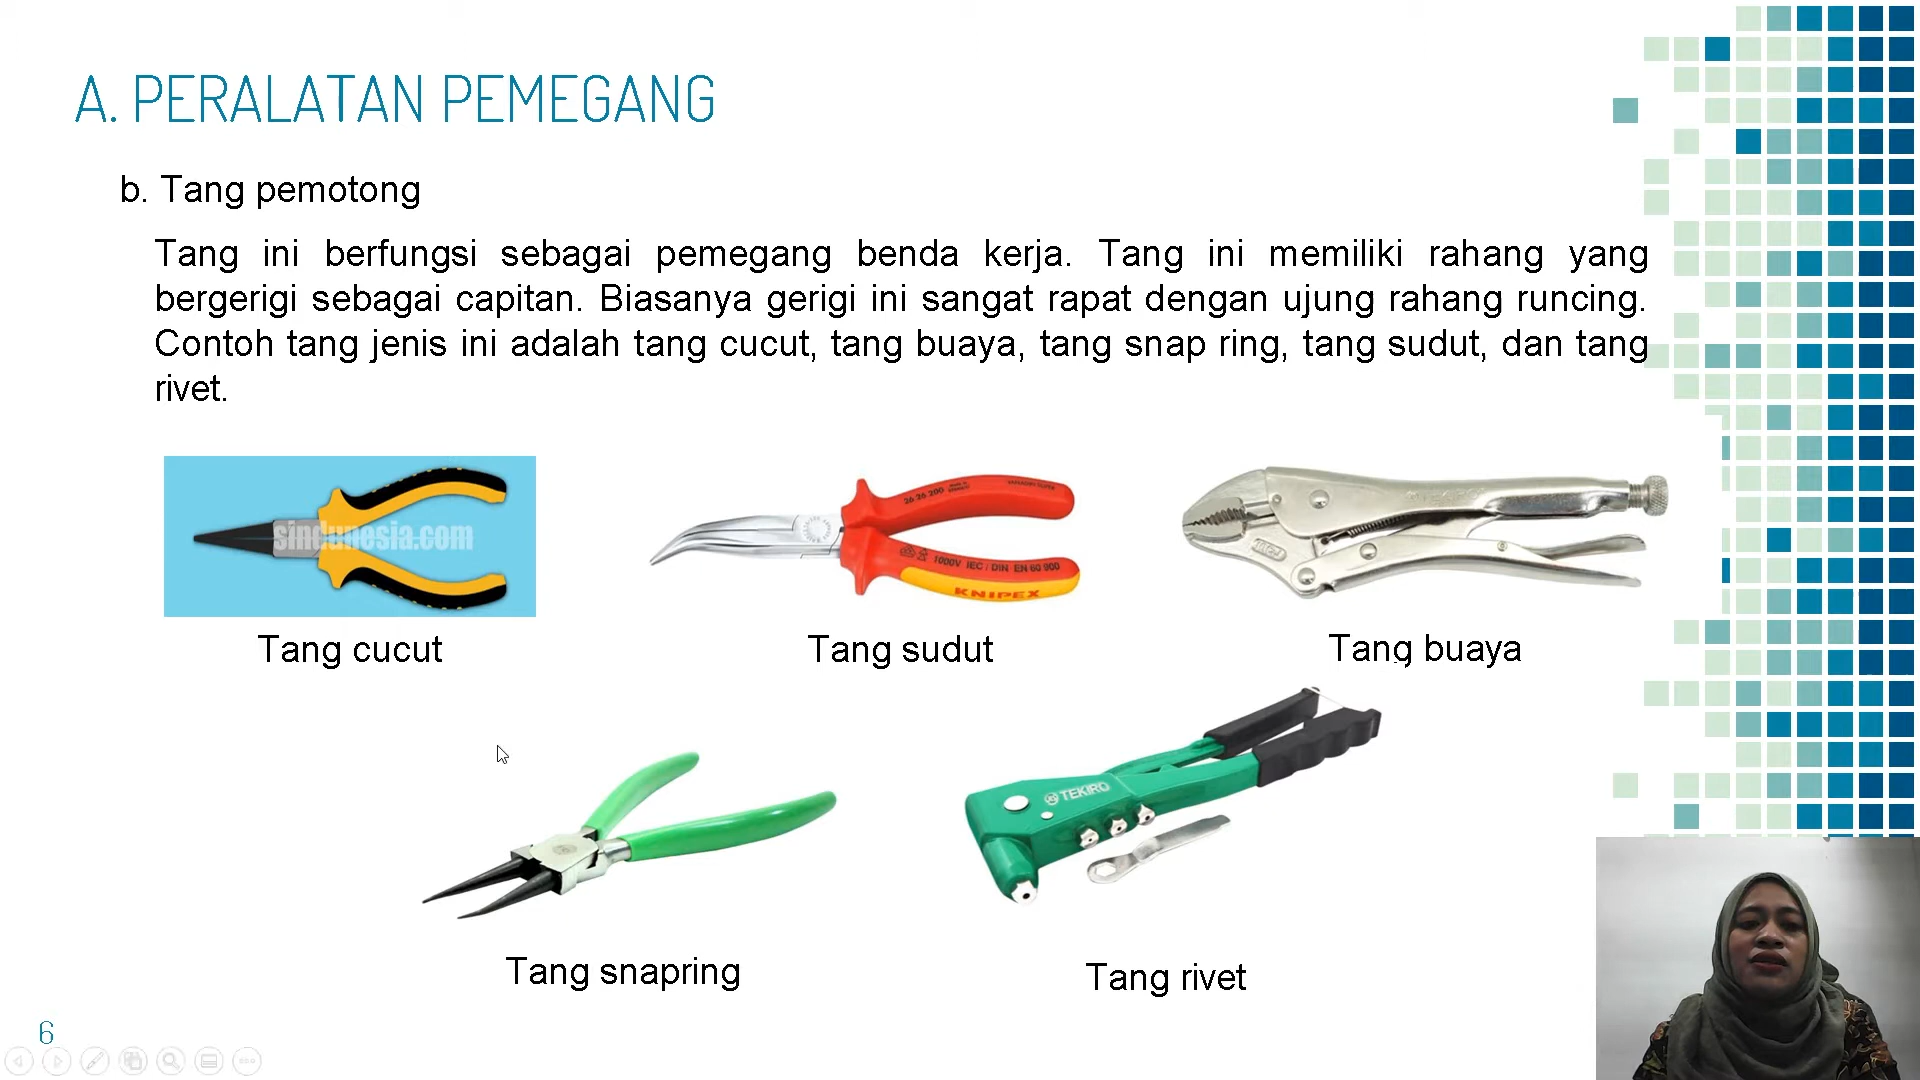 A. PERALATAN PEMEGANG
b. Tang pemotong
Tang ini berfungsi sebagai pemegang benda kerja. Tang ini memiliki rahang yang
bergerigi sebagai capitan. Biasanya gerigi ini sangat rapat dengan ujung rahang runcing.
Contoh tang jenis ini adalah tang cucut, tang buaya, tang snap ring, tang sudut, dan tang
rivet.
sindunesia.com
26 26 200
1000V IEC / DIN EN 60 900
KNIPEX
Tang cucut
Tang sudut
Tang buaya
TEKIRO
Tang snapring
Tang rivet
6